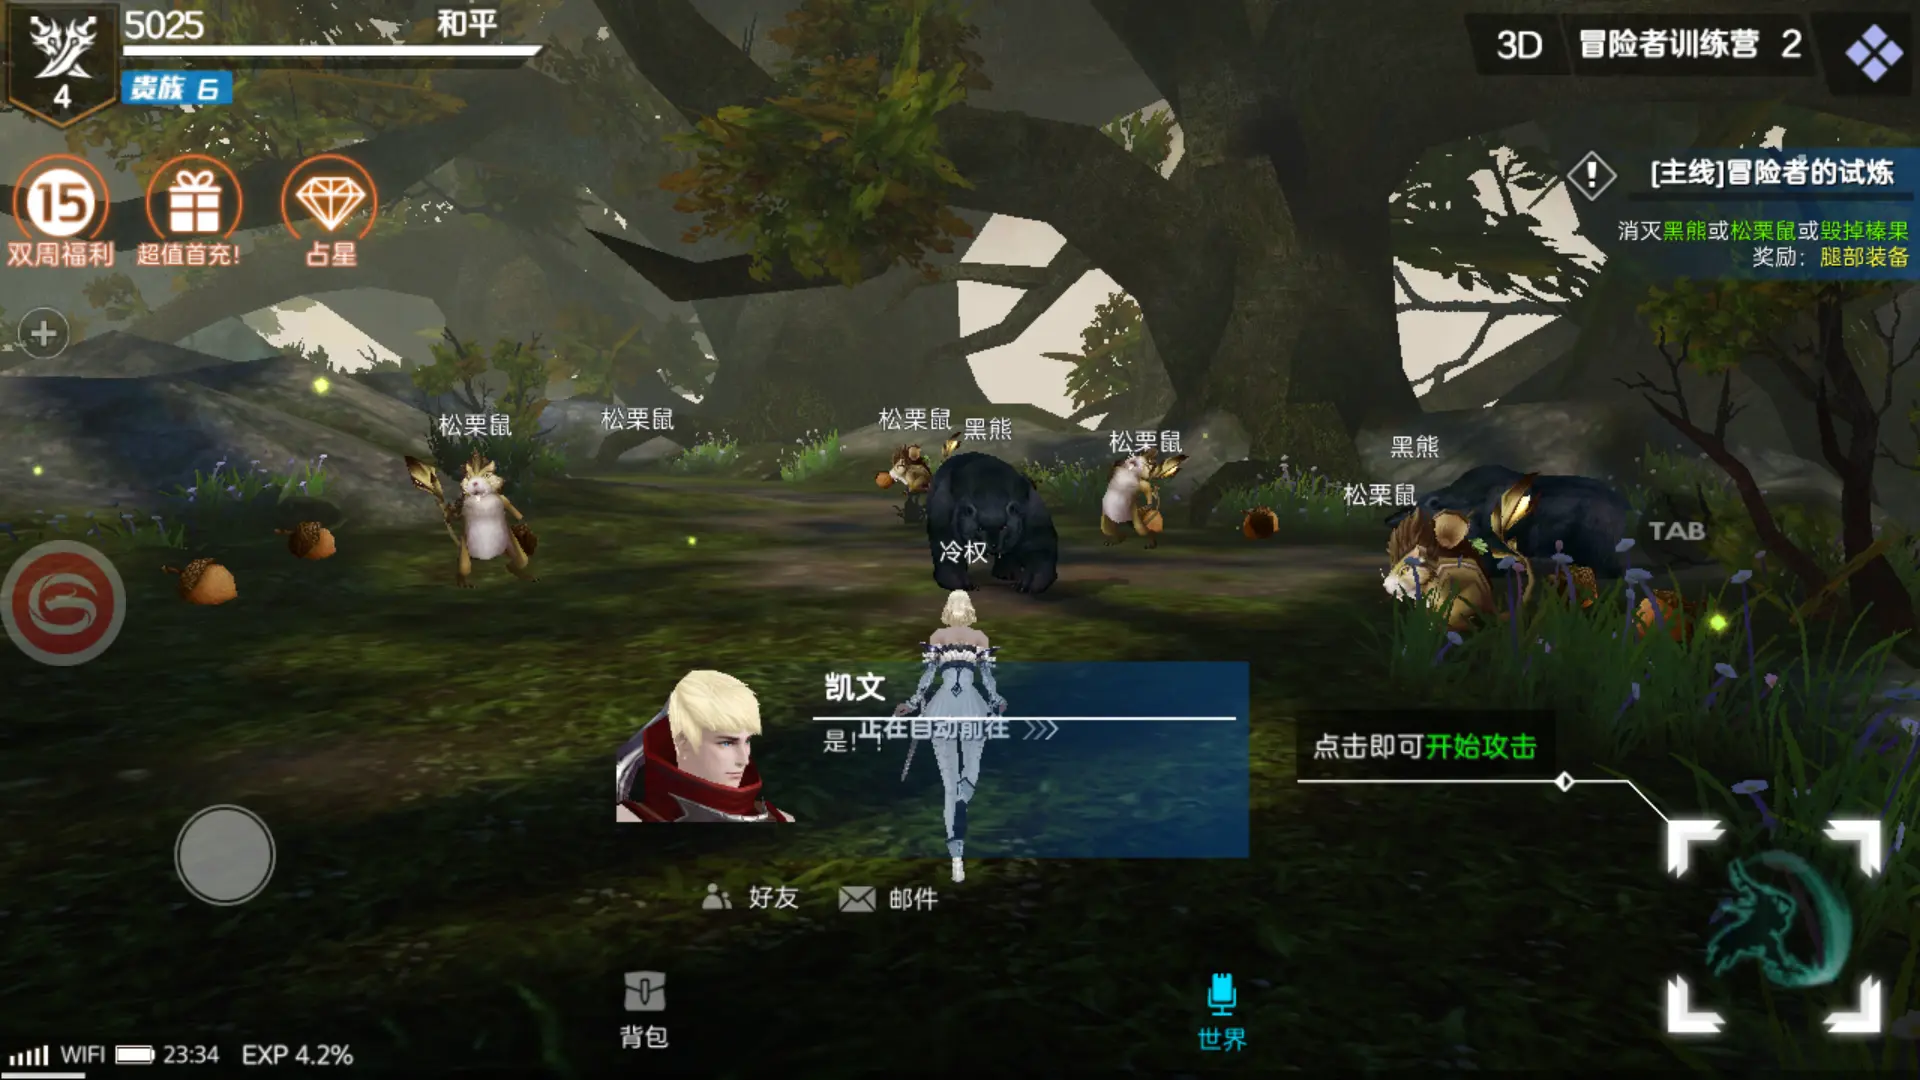 5025
和平
4
贵族 6
3D
冒险者训练营 2
15
双周福利
超值首充!
占星
[主线]冒险者的试炼
消灭黑熊或松栗鼠或毁掉榛果
奖励：腿部装备
松栗鼠
松栗鼠
松栗鼠
黑熊
松栗鼠
黑熊
松栗鼠
TAB
冷权
凯文
正在自动前往
是！！
点击即可开始攻击
好友
邮件
背包
世界
WIFI
23:34
EXP 4.2%